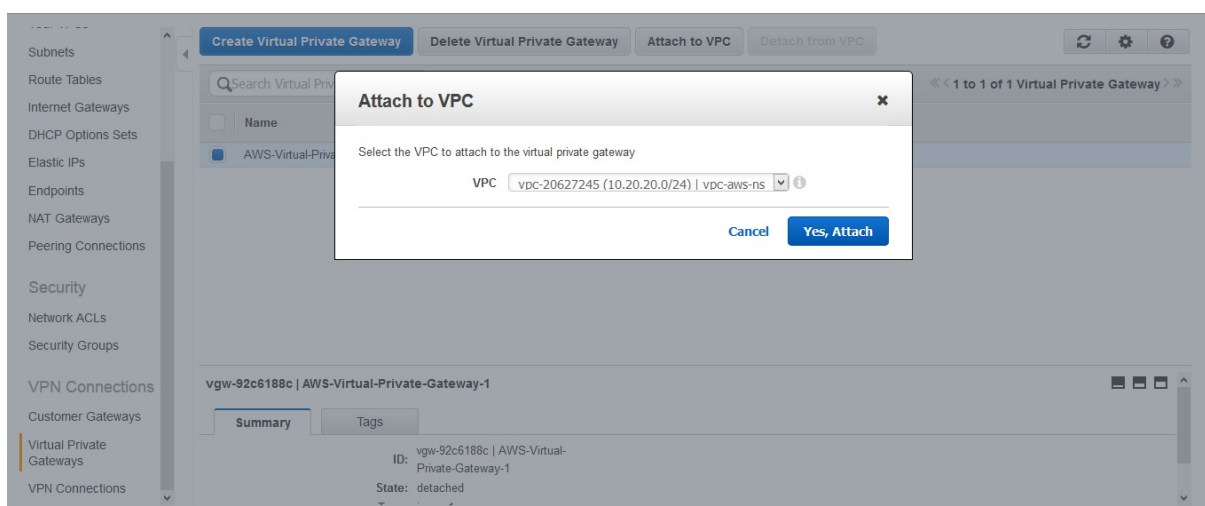 Subnets
Route Tables
Internet Gateways
DHCP Options Sets
Elastic IPs
Endpoints
NAT Gateways
Peering Connections
Security
Network ACLs
Security Groups
VPN Connections
Customer Gateways
Virtual Private
Gateways
VPN Connections
Create Virtual Private Gateway
Delete Virtual Private Gateway
Attach to VPC
Detach from VPC
Search Virtual Priv
1 to 1 of 1 Virtual Private Gateway
Name
AWS-Virtual-Priva
Attach to VPC
Select the VPC to attach to the virtual private gateway
VPC vpc-20627245 (10.20.20.0/24) | vpc-aws-ns
Cancel Yes, Attach
vgw-92c6188c | AWS-Virtual-Private-Gateway-1
Summary Tags
ID: vgw-92c6188c | AWS-Virtual-
Private-Gateway-1
State: detached